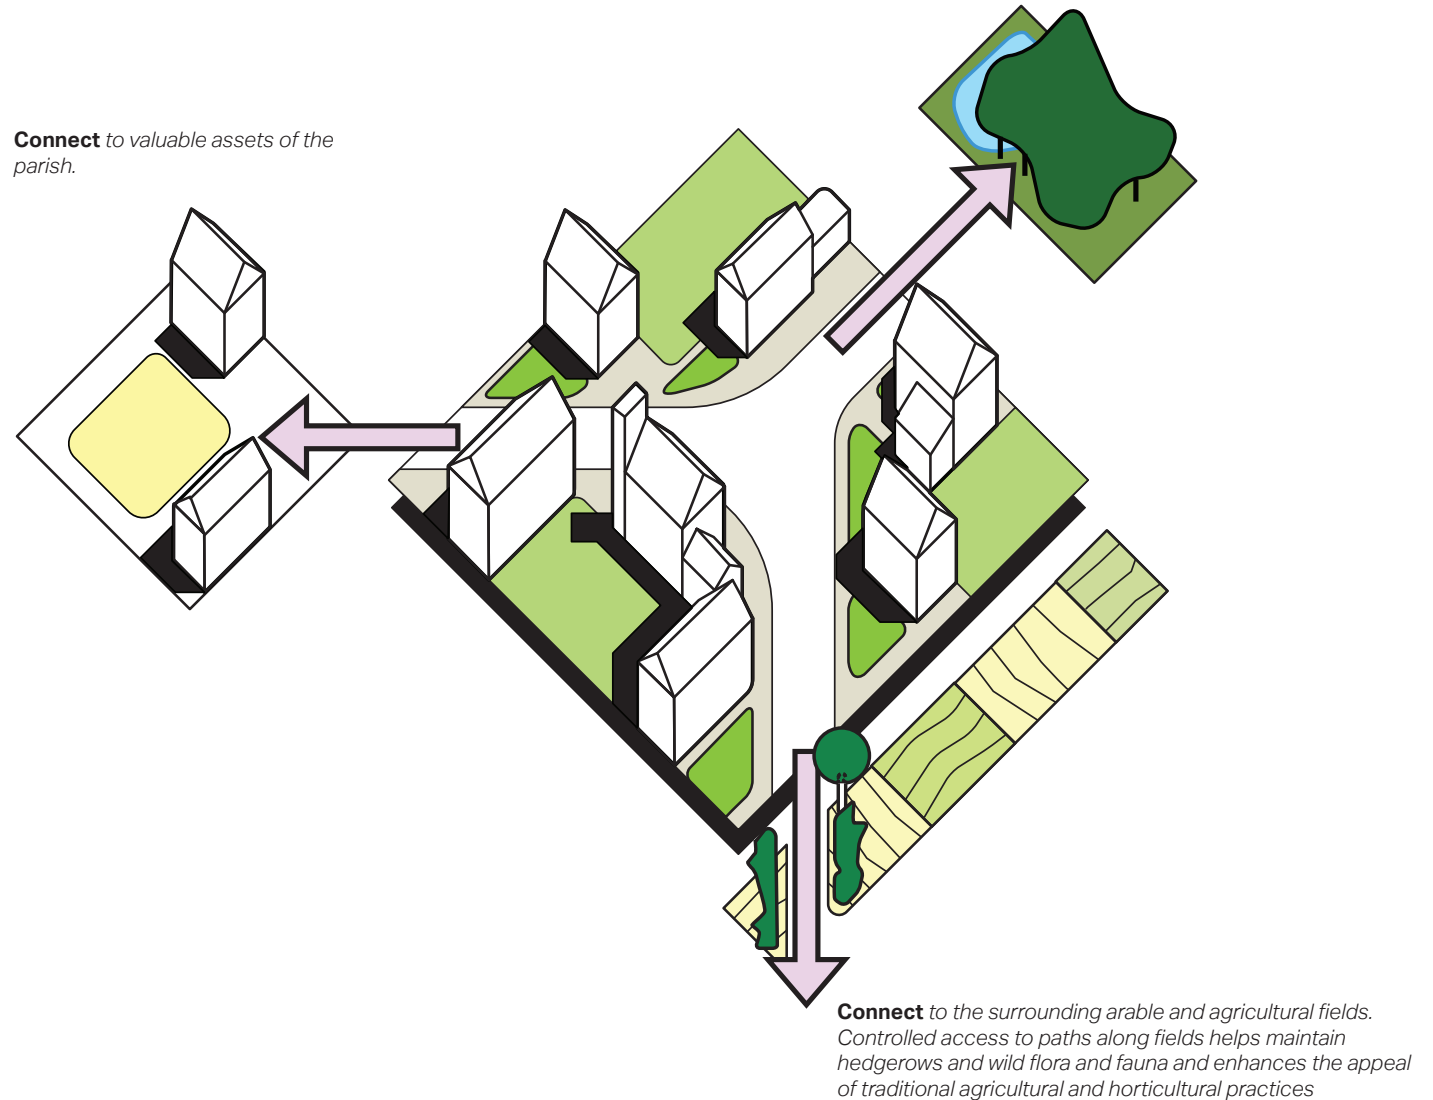 Connect to valuable assets of the
parish.
Connect to the surrounding arable and agricultural fields.
Controlled access to paths along fields helps maintain
hedgerows and wild flora and fauna and enhances the appeal
of traditional agricultural and horticultural practices